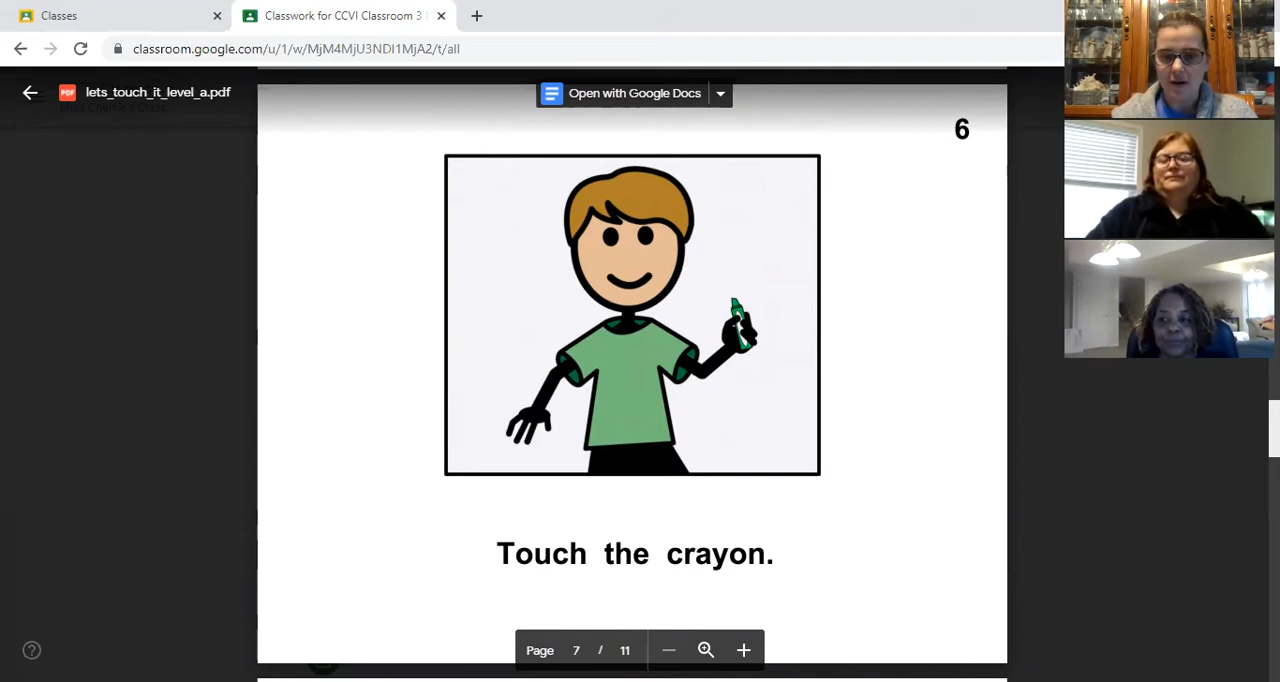 Classes
Classwork for CCVI Classroom 3
classroom.google.com/u/1/w/MjM4MjU3NDI1MjA2/t/all
PDF
lets_touch_it_level_a.pdf
Open with Google Docs
6
Touch the crayon.
Page 7 / 11